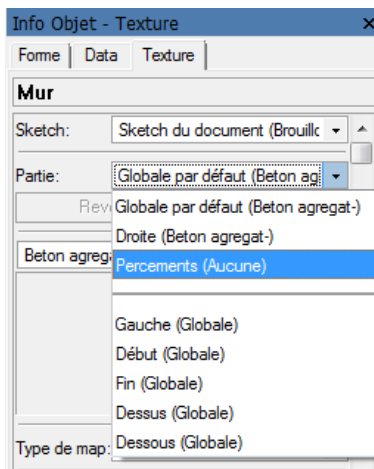 Info Objet - Texture
Forme Data Texture
Mur
Sketch: Sketch du document (Brouillc
Partie: Globale par défaut (Beton ag
Globale par défaut (Beton agregat-)
Droite (Beton agregat-)
Beton agreg
Percements (Aucune)
Gauche (Globale)
Début (Globale)
Fin (Globale)
Dessus (Globale)
Type de map: Dessous (Globale)